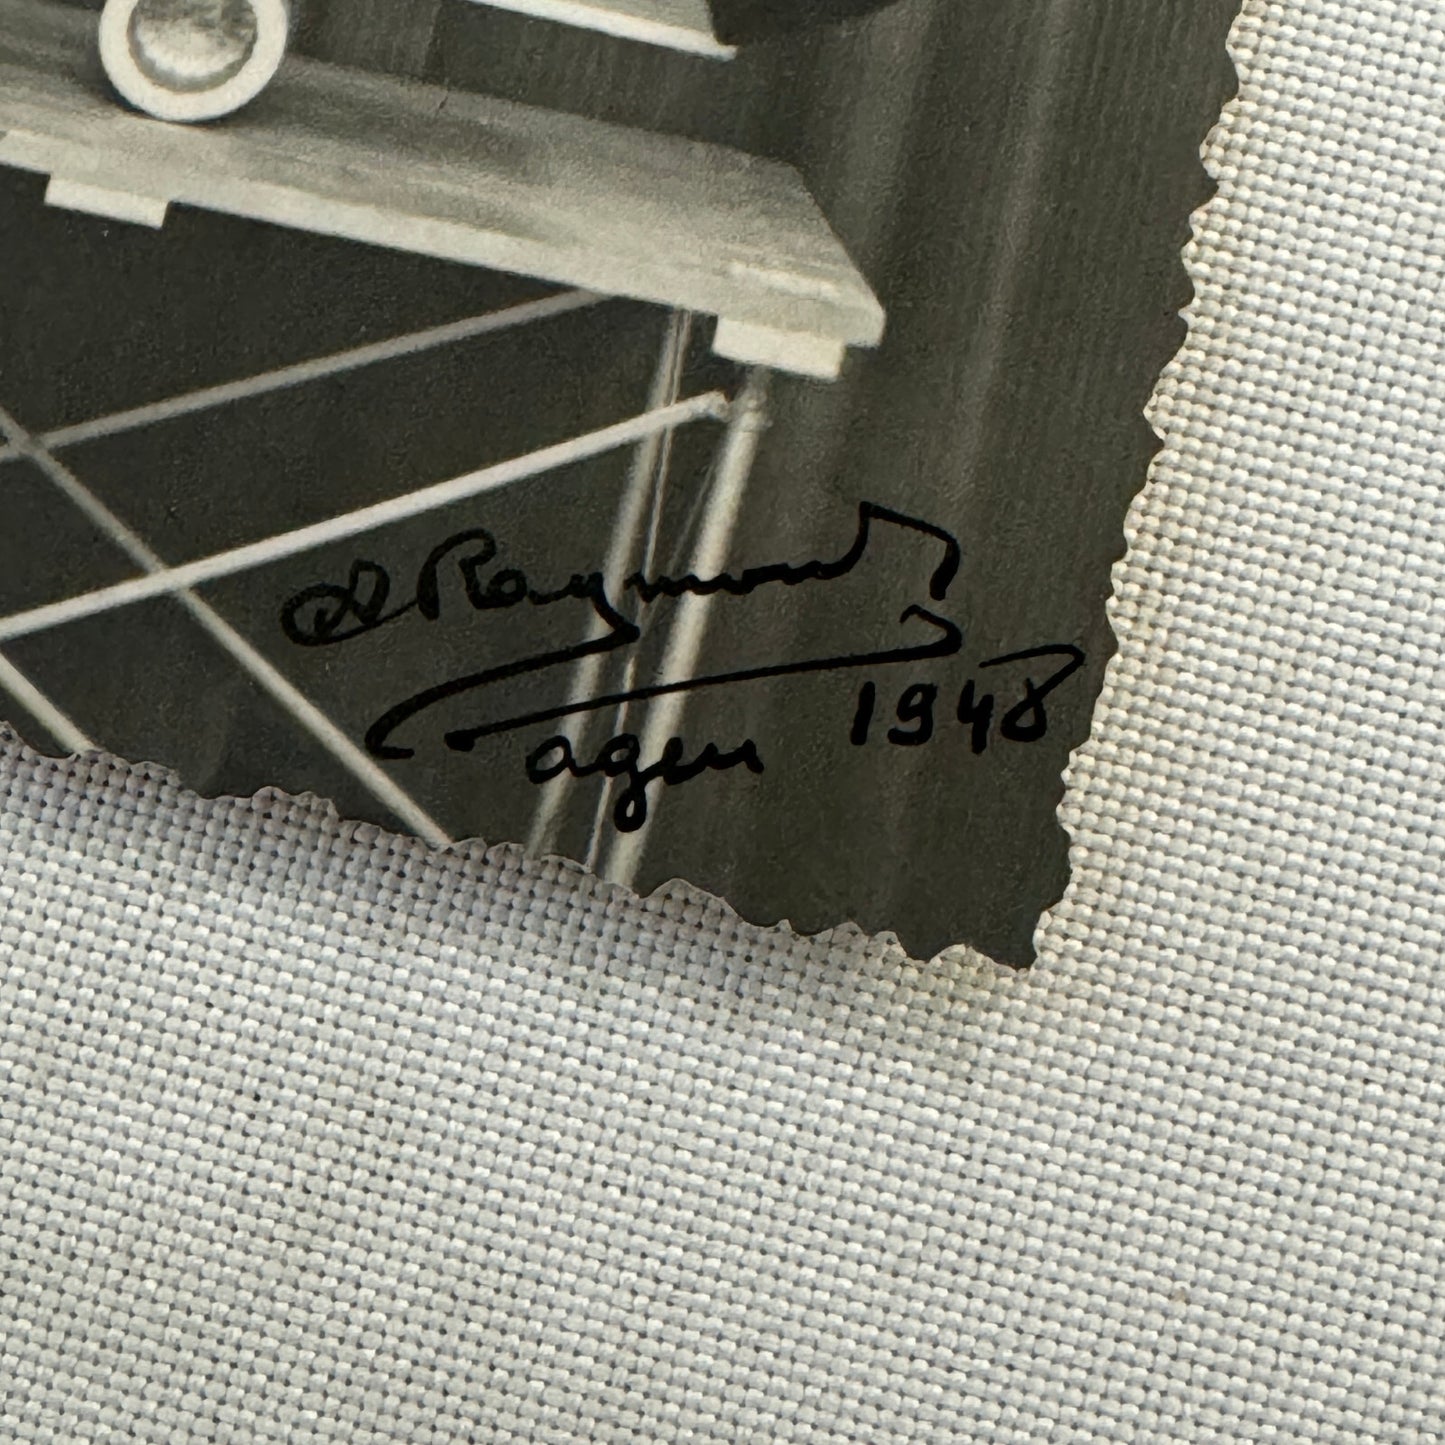 A. Raymond
agen 1948